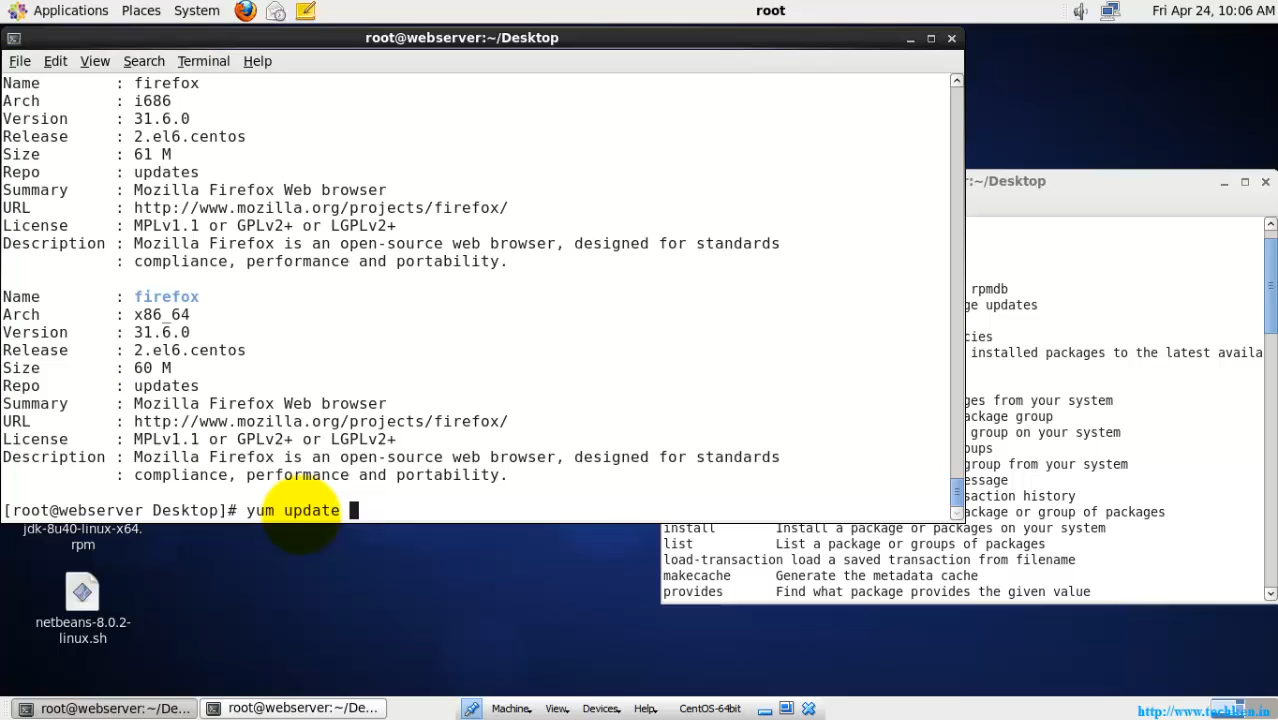 Applications Places System
root
Fri Apr 24, 10:06 AM
root@webserver:~/Desktop
File Edit View Search Terminal Help
Name : firefox
Arch : i686
Version : 31.6.0
Release : 2.el6.centos
Size : 61 M
Repo : updates
Summary : Mozilla Firefox Web browser
URL : http://www.mozilla.org/projects/firefox/
License : MPLv1.1 or GPLv2+ or LGPLv2+
Description : Mozilla Firefox is an open-source web browser, designed for standards
: compliance, performance and portability.
Name : firefox
Arch : x86_64
Version : 31.6.0
Release : 2.el6.centos
Size : 60 M
Repo : updates
Summary : Mozilla Firefox Web browser
URL : http://www.mozilla.org/projects/firefox/
License : MPLv1.1 or GPLv2+ or LGPLv2+
Description : Mozilla Firefox is an open-source web browser, designed for standards
: compliance, performance and portability.
[root@webserver Desktop]# yum update
:~/Desktop
rpmdb
ge updates
cies
installed packages to the latest availa
ges from your system
ackage group
group on your system
oups
group from your system
message
saction history
package or group of packages
install Install a package or packages on your system
list List a package or groups of packages
load-transaction load a saved transaction from filename
makecache Generate the metadata cache
provides Find what package provides the given value
jdk-8u40-linux-x64.
rpm
netbeans-8.0.2-
linux.sh
root@webserver:~/De...
root@webserver:~/De...
Machine View Devices Help CentOS-64bit
http://www.techken.in